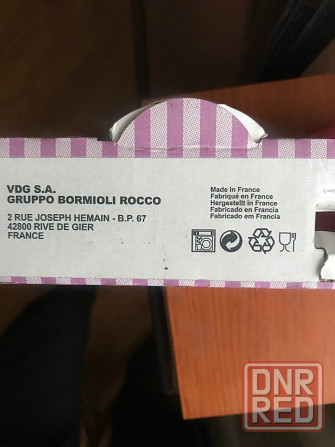 VDG S.A.
GRUPPO BORMIOLI ROCCO
2 RUE JOSEPH HEMAIN - B.P. 67
42800 RIVE DE GIER
FRANCE
Made in France
Fabriqué en France
Hergestellt in France
Fabricado en Francia
Fabricado em Francia
DNR
RED